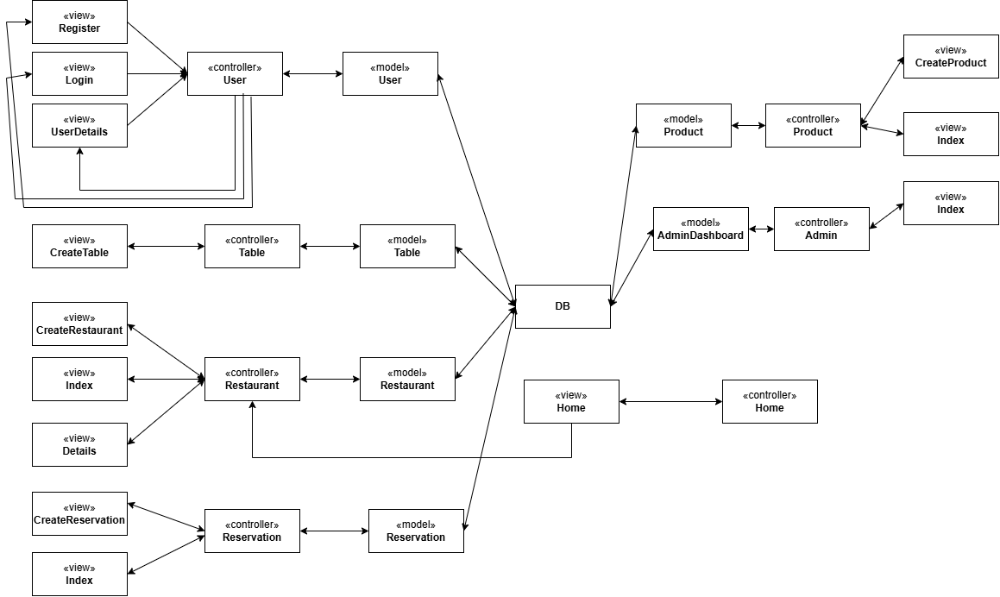 «view»
Register
«view»
Login
«view»
UserDetails
«controller»
User
«model»
User
«view»
CreateTable
«controller»
Table
«model»
Table
«view»
CreateRestaurant
«view»
Index
«view»
Details
«controller»
Restaurant
«model»
Restaurant
«view»
CreateReservation
«view»
Index
«controller»
Reservation
«model»
Reservation
DB
«view»
Home
«controller»
Home
«model»
Product
«controller»
Product
«view»
CreateProduct
«view»
Index
«model»
AdminDashboard
«controller»
Admin
«view»
Index